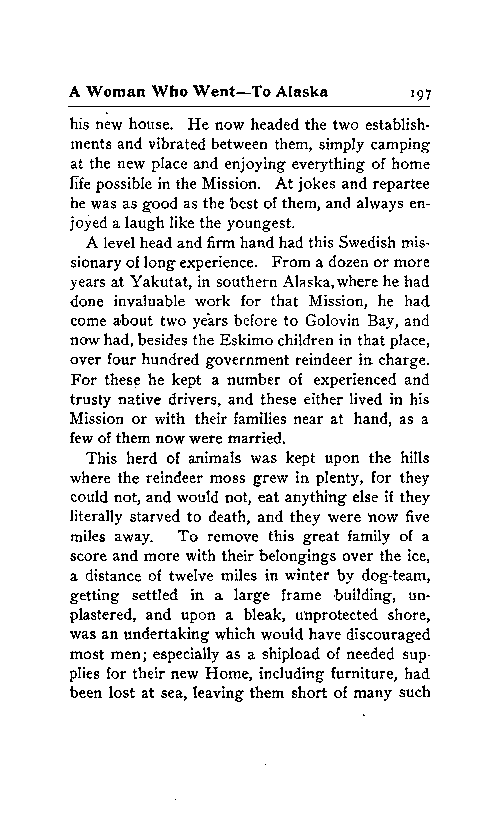 A Woman Who Went—To Alaska 197
his new house. He now headed the two establish-
ments and vibrated between them, simply camping
at the new place and enjoying everything of home
life possible in the Mission. At jokes and repartee
he was as good as the best of them, and always en-
joyed a laugh like the youngest.
A level head and firm hand had this Swedish mis-
sionary of long experience. From a dozen or more
years at Yakutat, in southern Alaska, where he had
done invaluable work for that Mission, he had
come about two years before to Golovin Bay, and
now had, besides the Eskimo children in that place,
over four hundred government reindeer in charge.
For these he kept a number of experienced and
trusty native drivers, and these either lived in his
Mission or with their families near at hand, as a
few of them now were married.
This herd of animals was kept upon the hills
where the reindeer moss grew in plenty, for they
could not, and would not, eat anything else if they
literally starved to death, and they were now five
miles away. To remove this great family of a
score and more with their belongings over the ice,
a distance of twelve miles in winter by dog-team,
getting settled in a large frame building, un-
plastered, and upon a bleak, unprotected shore,
was an undertaking which would have discouraged
most men; especially as a shipload of needed sup-
plies for their new Home, including furniture, had
been lost at sea, leaving them short of many such